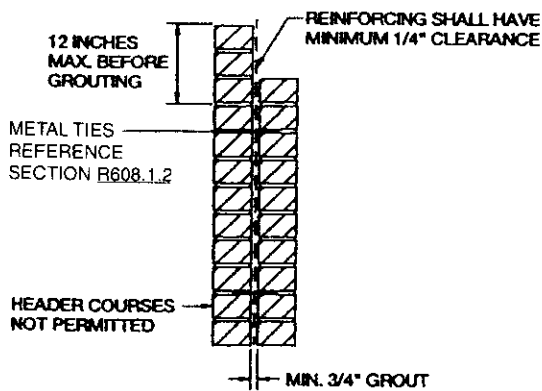 REINFORCING SHALL HAVE
MINIMUM 1/4" CLEARANCE
12 INCHES
MAX. BEFORE
GROUTING
METAL TIES
REFERENCE
SECTION R608.1.2
HEADER COURSES
NOT PERMITTED
MIN. 3/4" GROUT